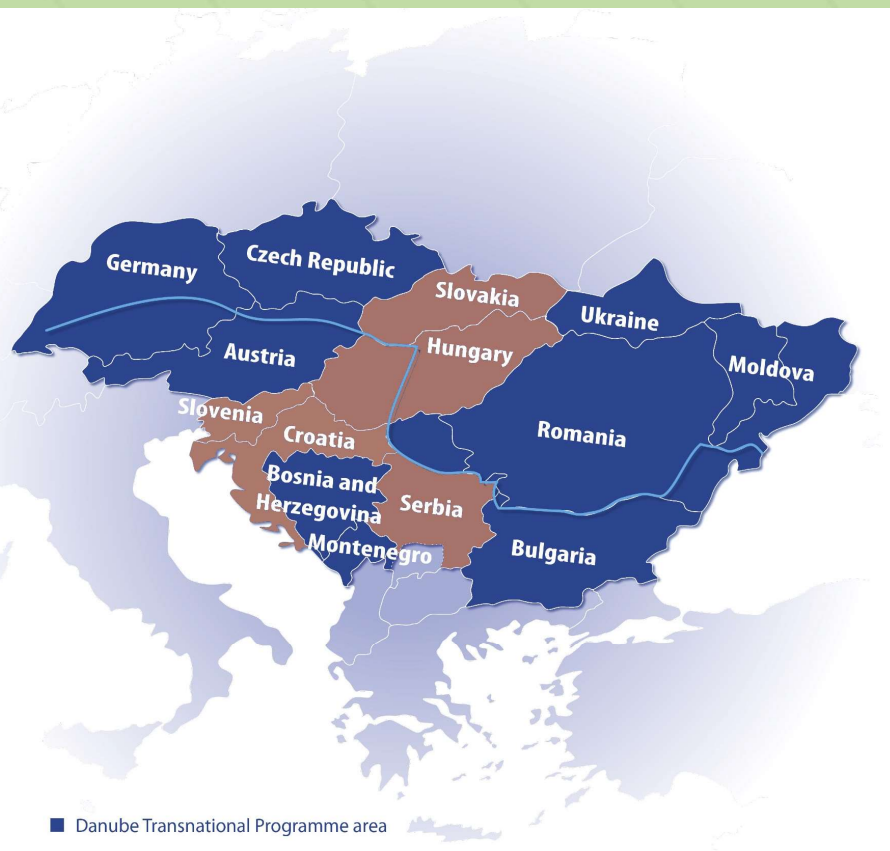 Germany
Czech Republic
Slovakia
Ukraine
Austria
Hungary
Moldova
Slovenia
Croatia
Romania
Bosnia and
Herzegovina
Serbia
Montenegro
Bulgaria
Danube Transnational Programme area